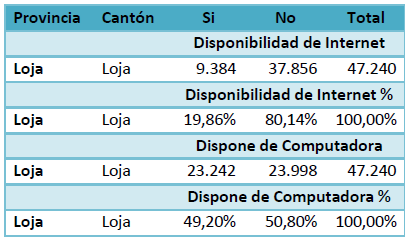 Provincia Cantón Si No Total
Disponibilidad de Internet
Loja Loja 9.384 37.856 47.240
Disponibilidad de Internet %
Loja Loja 19,86% 80,14% 100,00%
Dispone de Computadora
Loja Loja 23.242 23.998 47.240
Dispone de Computadora %
Loja Loja 49,20% 50,80% 100,00%